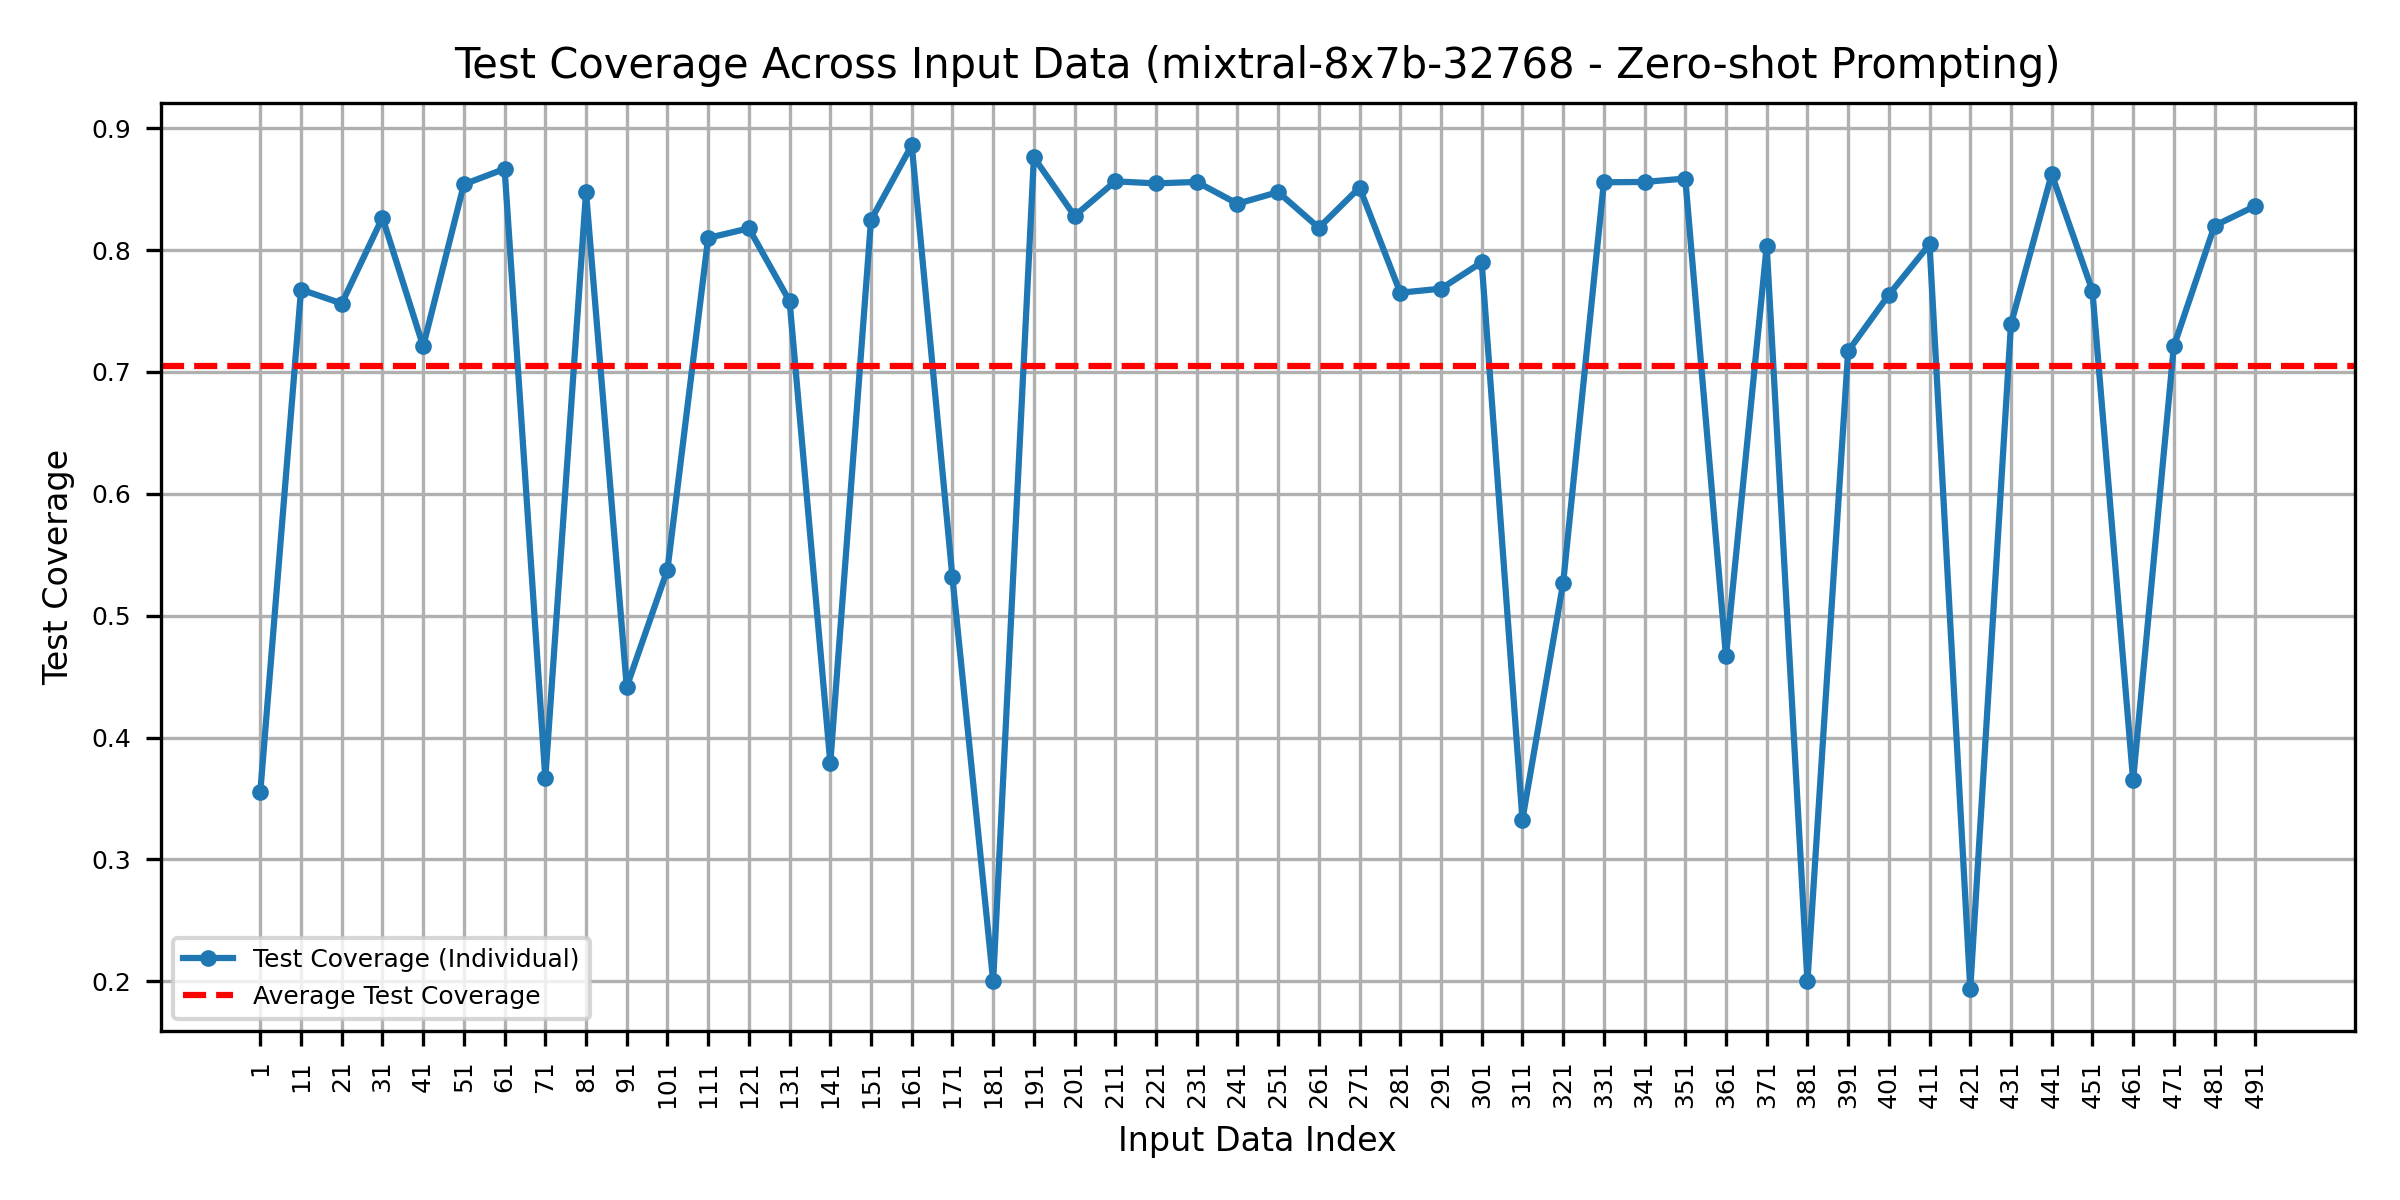 Test Coverage Across Input Data (mixtral-8x7b-32768 - Zero-shot Prompting)
Test Coverage
0.9
0.8
0.7
0.6
0.5
0.4
0.3
0.2
Test Coverage (Individual)
Average Test Coverage
1 11 21 31 41 51 61 71 81 91 101 111 121 131 141 151 161 171 181 191 201 211 221 231 241 251 261 271 281 291 301 311 321 331 341 351 361 371 381 391 401 411 421 431 441 451 461 471 481 491
Input Data Index